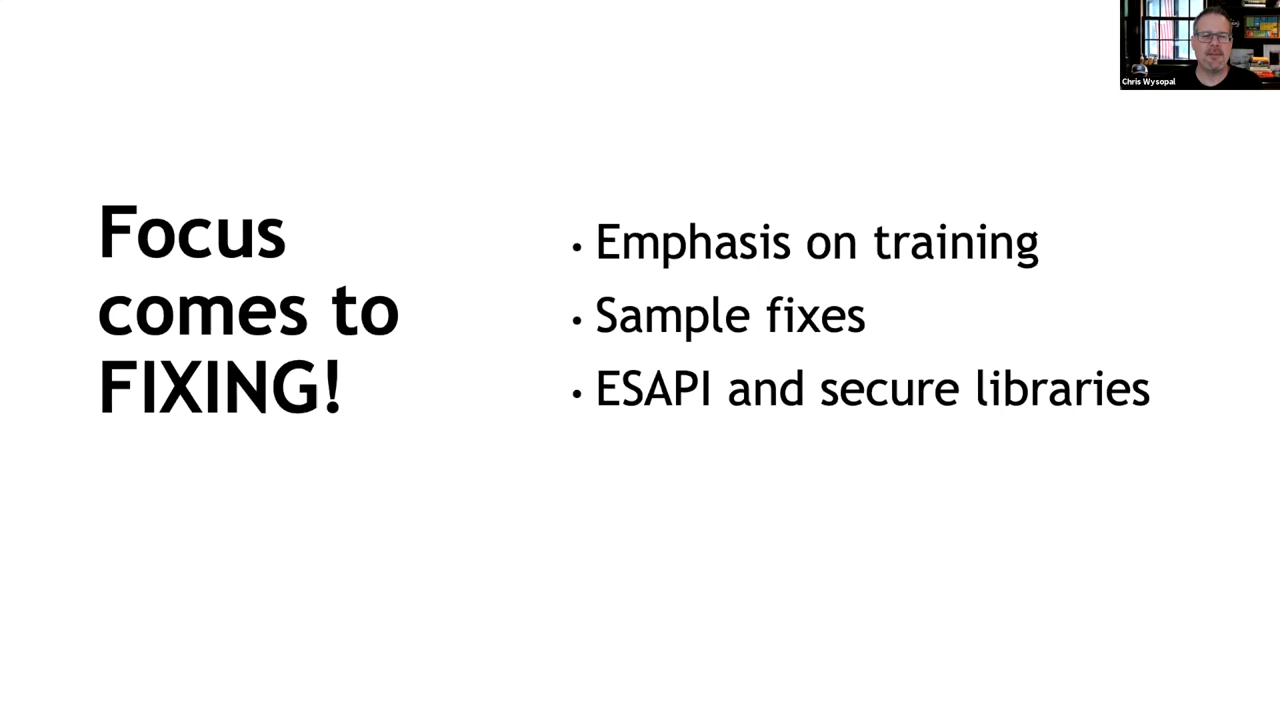 Chris Wysopal
Focus
comes to
FIXING!
• Emphasis on training
• Sample fixes
• ESAPI and secure libraries